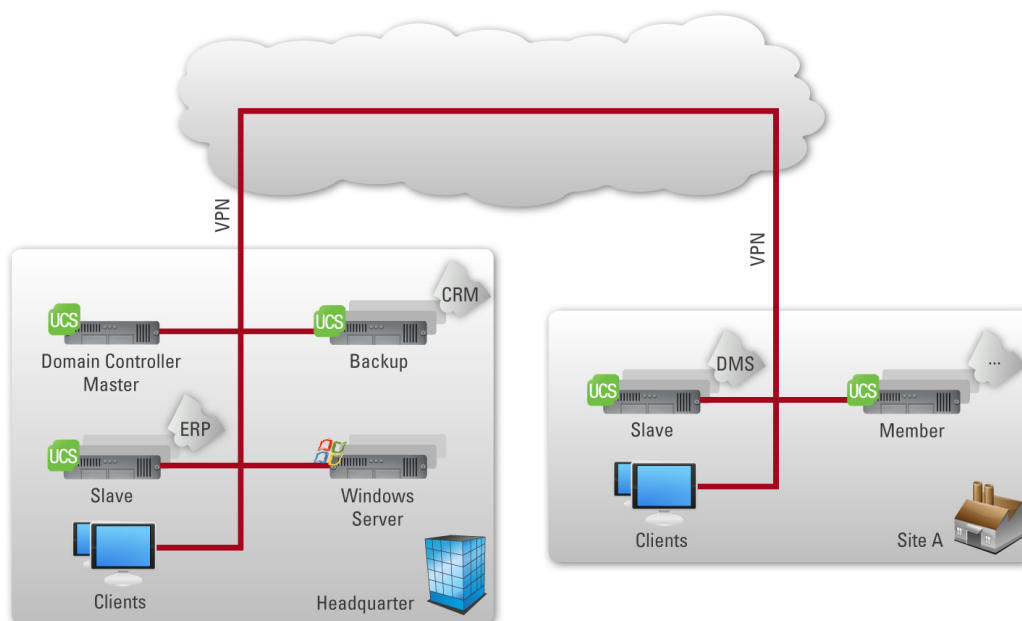 VPN
VPN
UCS
Domain Controller
Master
UCS
CRM
Backup
UCS
ERP
Slave
Windows
Server
Clients
Headquarter
UCS
DMS
Slave
UCS
...
Member
Clients
Site A